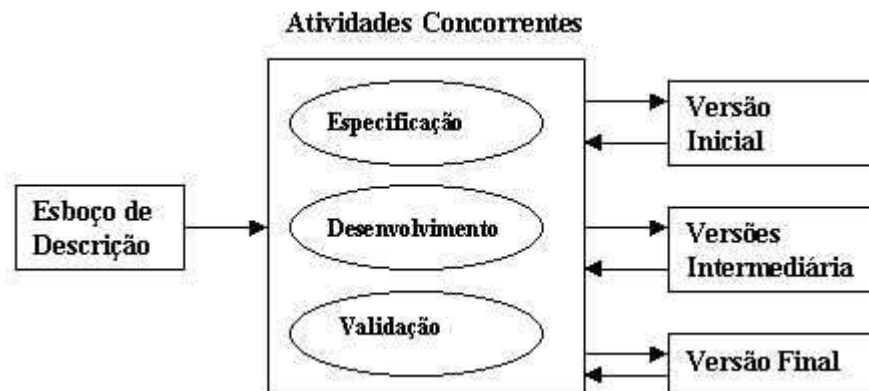 Atividades Concorrentes
Esboço de
Descrição
Especificação
Desenvolvimento
Validação
Versão
Inicial
Versões
Intermediária
Versão Final